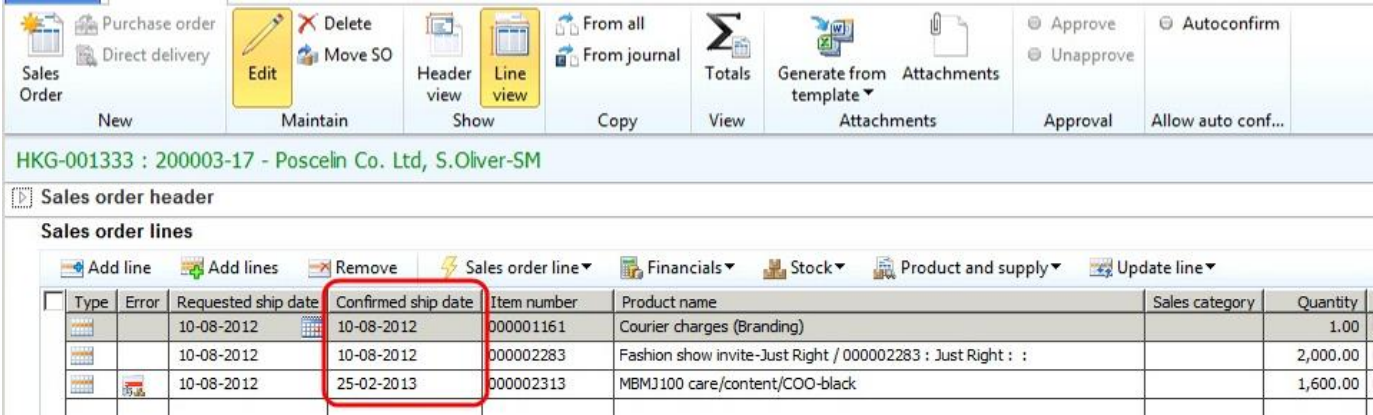 Purchase order
Direct delivery
Sales Order
New
Edit
Delete
Move SO
Maintain
Header view
Line view
Show
From all
From journal
Copy
Totals
View
Generate from template
Attachments
Attachments
Approve
Unapprove
Approval
Autoconfirm
Allow auto conf...
HKG-001333 : 200003-17 - Poscelin Co. Ltd, S.Oliver-SM
Sales order header
Sales order lines
Add line Add lines Remove Sales order line Financials Stock Product and supply Update line
Type Error Requested ship date Confirmed ship date Item number Product name Sales category Quantity
10-08-2012 10-08-2012 000001161 Courier charges (Branding) 1.00
10-08-2012 10-08-2012 000002283 Fashion show invite-Just Right / 000002283 : Just Right : : 2,000.00
10-08-2012 25-02-2013 000002313 MBMJ100 care/content/COO-black 1,600.00